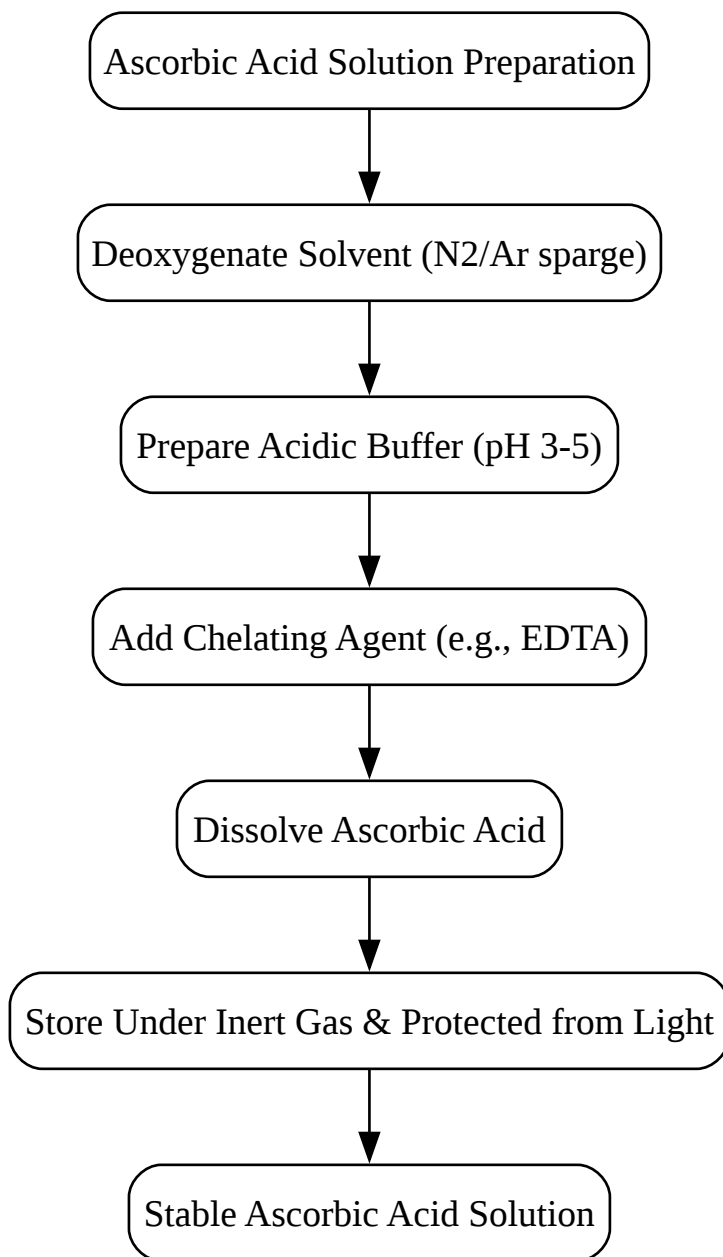 Ascorbic Acid Solution Preparation
Deoxygenate Solvent (N2/Ar sparge)
Prepare Acidic Buffer (pH 3-5)
Add Chelating Agent (e.g., EDTA)
Dissolve Ascorbic Acid
Store Under Inert Gas & Protected from Light
Stable Ascorbic Acid Solution